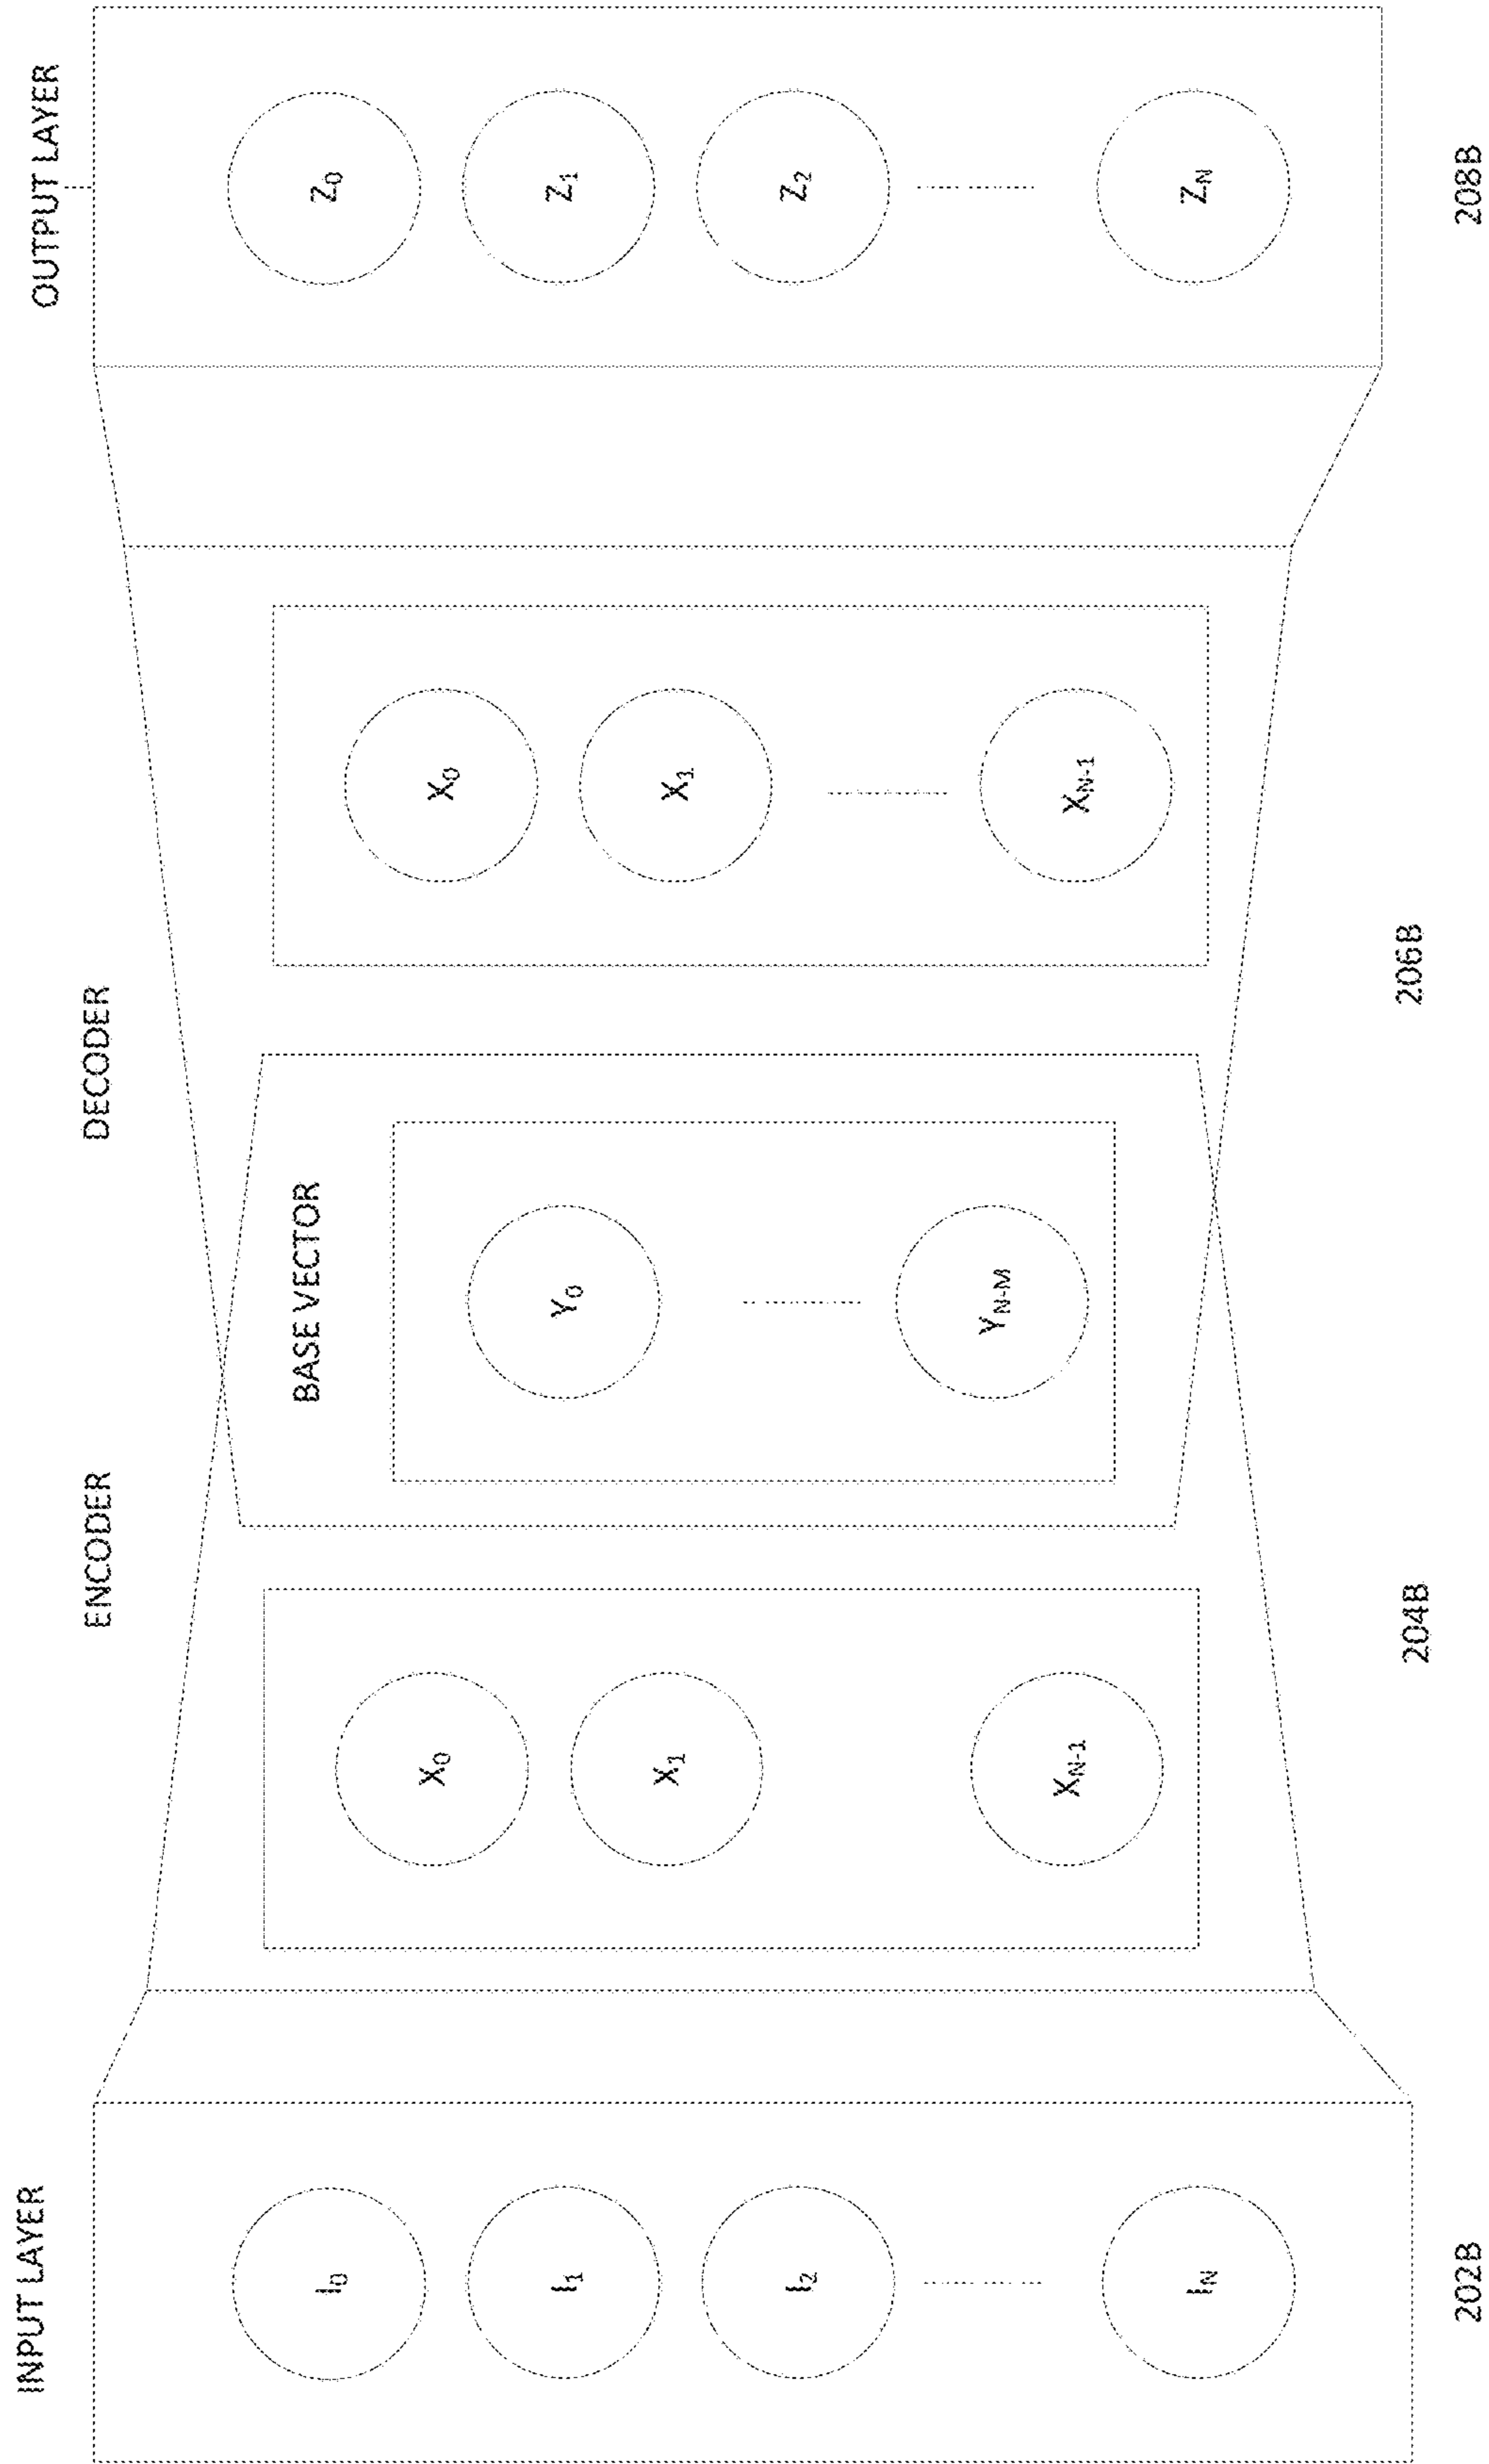 INPUT LAYER
I0
I1
I2
IN
202B
ENCODER
X0
X1
XN-1
204B
BASE VECTOR
Y0
YN-M
DECODER
X0
X1
XN-1
206B
OUTPUT LAYER
Z0
Z1
Z2
ZN
208B